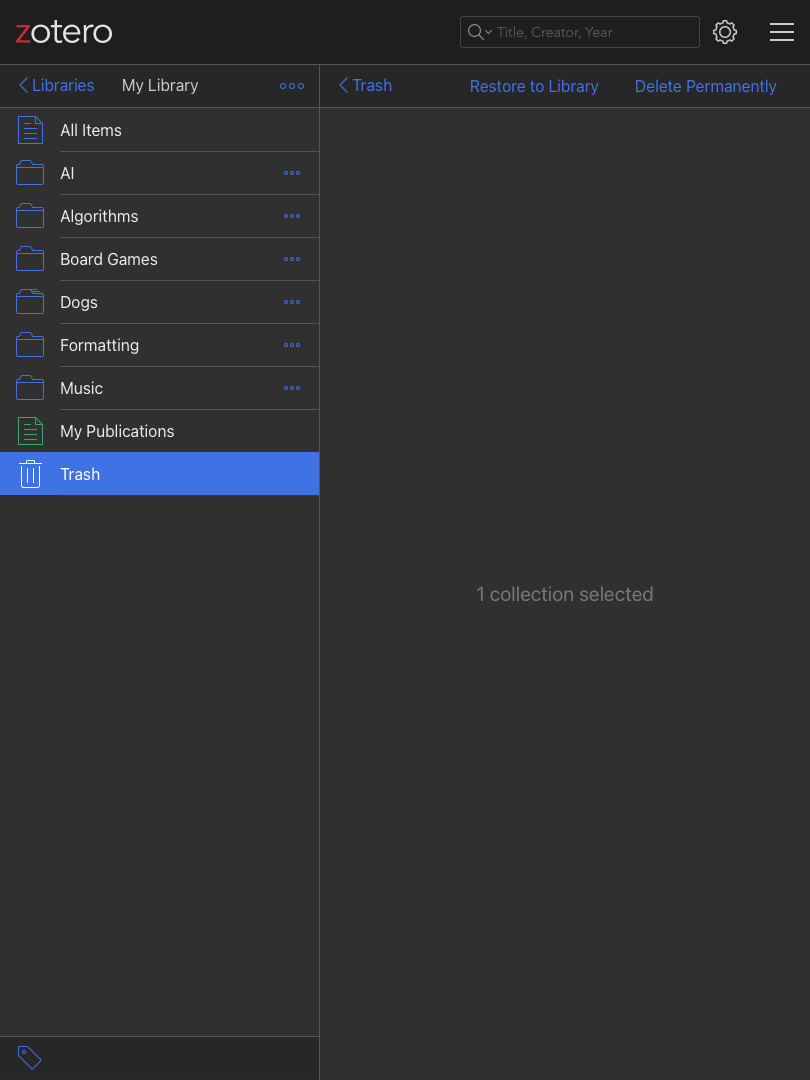 zotero
Title, Creator, Year
Libraries
My Library
Trash
Restore to Library
Delete Permanently
All Items
AI
Algorithms
Board Games
Dogs
Formatting
Music
My Publications
Trash
1 collection selected